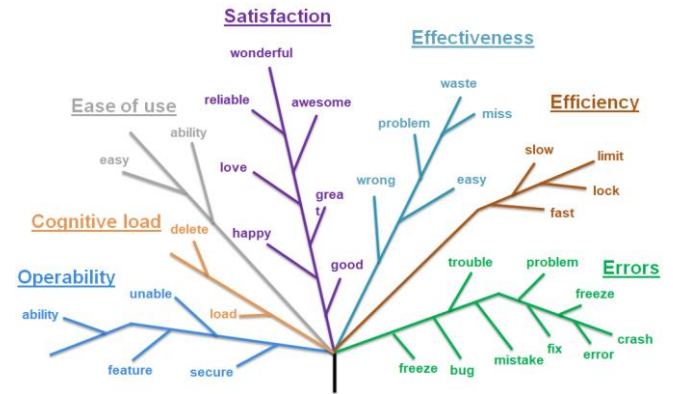 Satisfaction
wonderful
reliable
awesome
love
grea
t
happy
good
Effectiveness
waste
miss
problem
wrong
easy
Efficiency
slow
limit
lock
fast
Ease of use
ability
easy
Cognitive load
delete
load
Operability
ability
unable
feature
secure
Errors
trouble
problem
freeze
crash
error
fix
mistake
bug
freeze